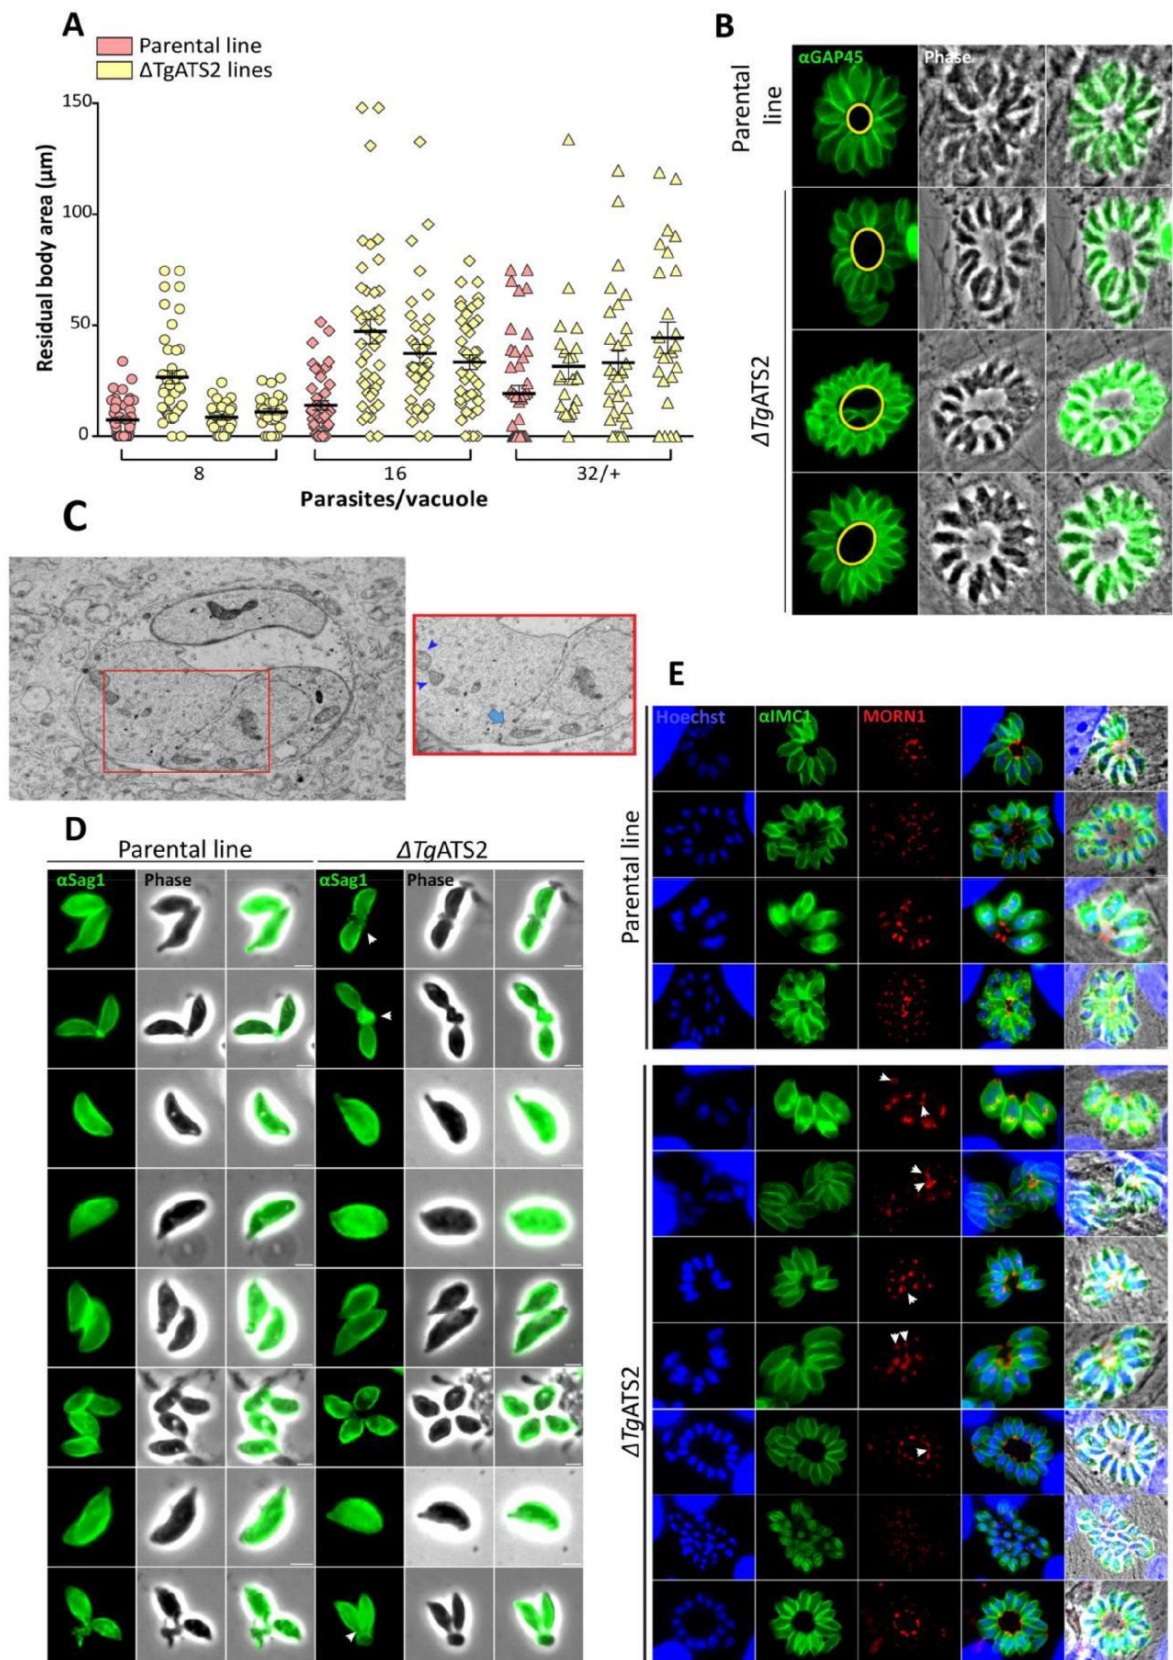 A
Parental line
ΔTgATS2 lines
150
100
50
0
Residual body area (μm)
8
16
32/+
Parasites/vacuole
B
αGAP45
Phase
Parental
line
ΔTgATS2
C
D
Parental line
ΔTgATS2
αSag1
Phase
αSag1
Phase
E
Hoechst
αIMC1
MORN1
Parental line
ΔTgATS2